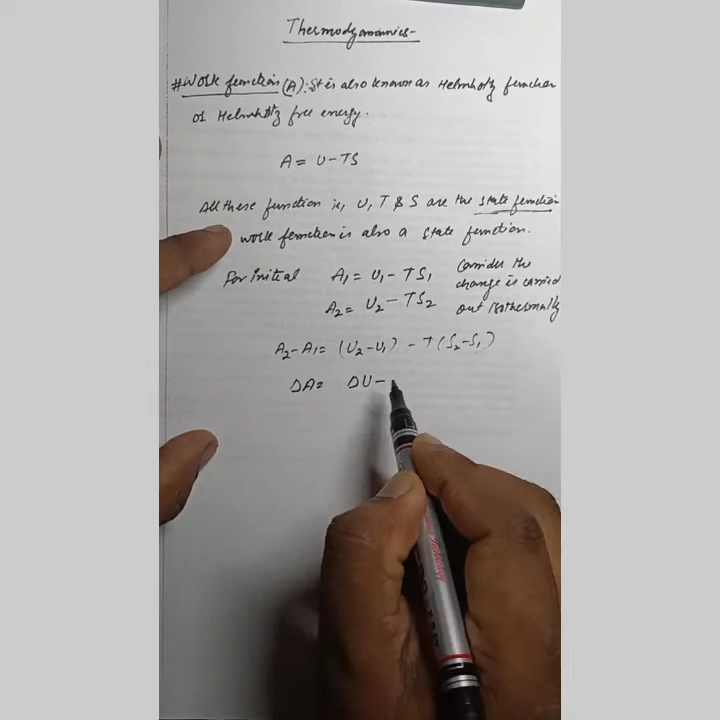 Thermodynamics-
#Work function (A): It is also known as Helmholtz function
or Helmholtz free energy.
A = U - TS
All these function ie, U, T & S are the state function
work function is also a state function.
For initial A₁ = U₁ - TS₁ Consider the
change is carried
A₂ = U₂ - TS₂ out isothermally
A₂-A₁ = (U₂-U₁) - T(S₂-S₁)
ΔA = ΔU -